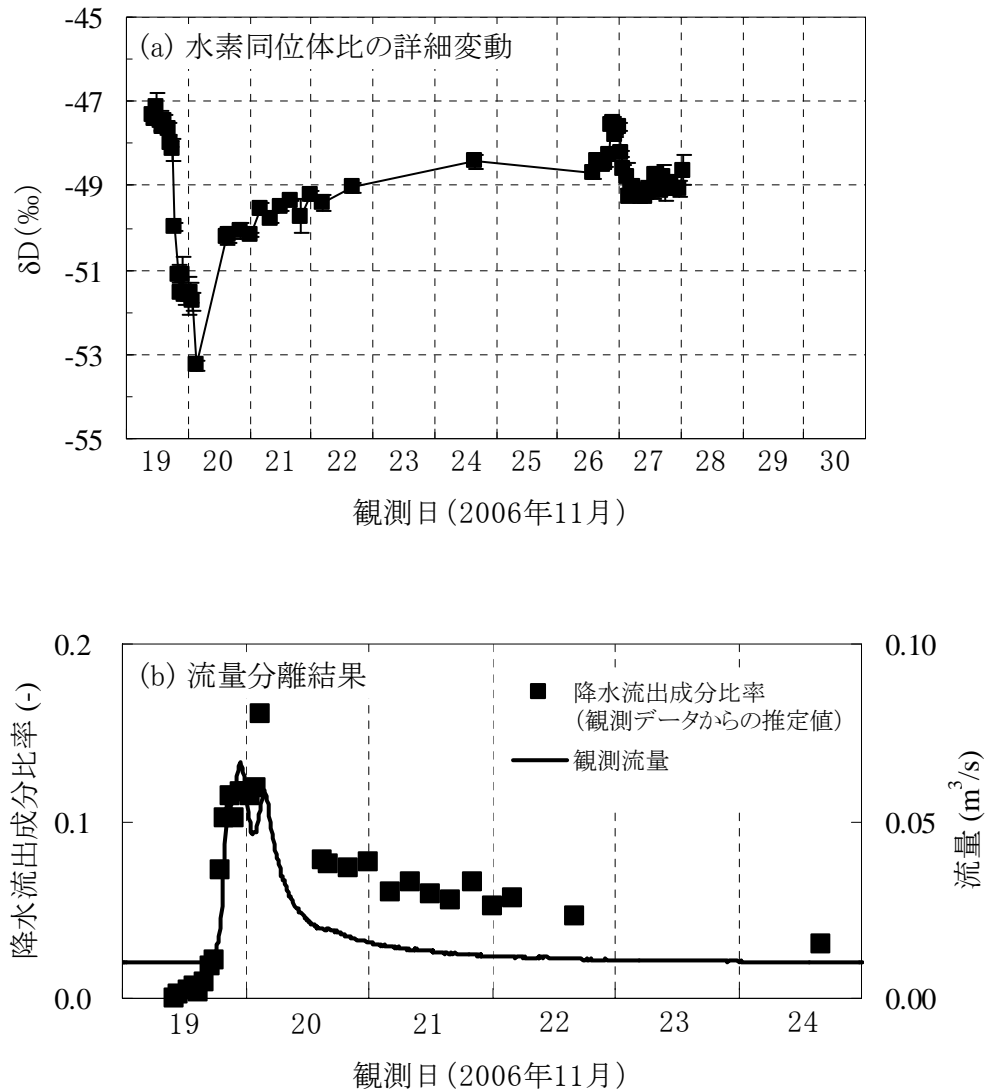 -45
(a) 水素同位体比の詳細変動
-47
-49
-51
-53
-55
δD(‰)
19 20 21 22 23 24 25 26 27 28 29 30
観測日(2006年11月)
0.2 0.10
(b) 流量分離結果
降水流出成分比率
(観測データからの推定値)
観測流量
0.1 0.05
0.0 0.00
降水流出成分比率 (-)
流量 (m³/s)
19 20 21 22 23 24
観測日(2006年11月)